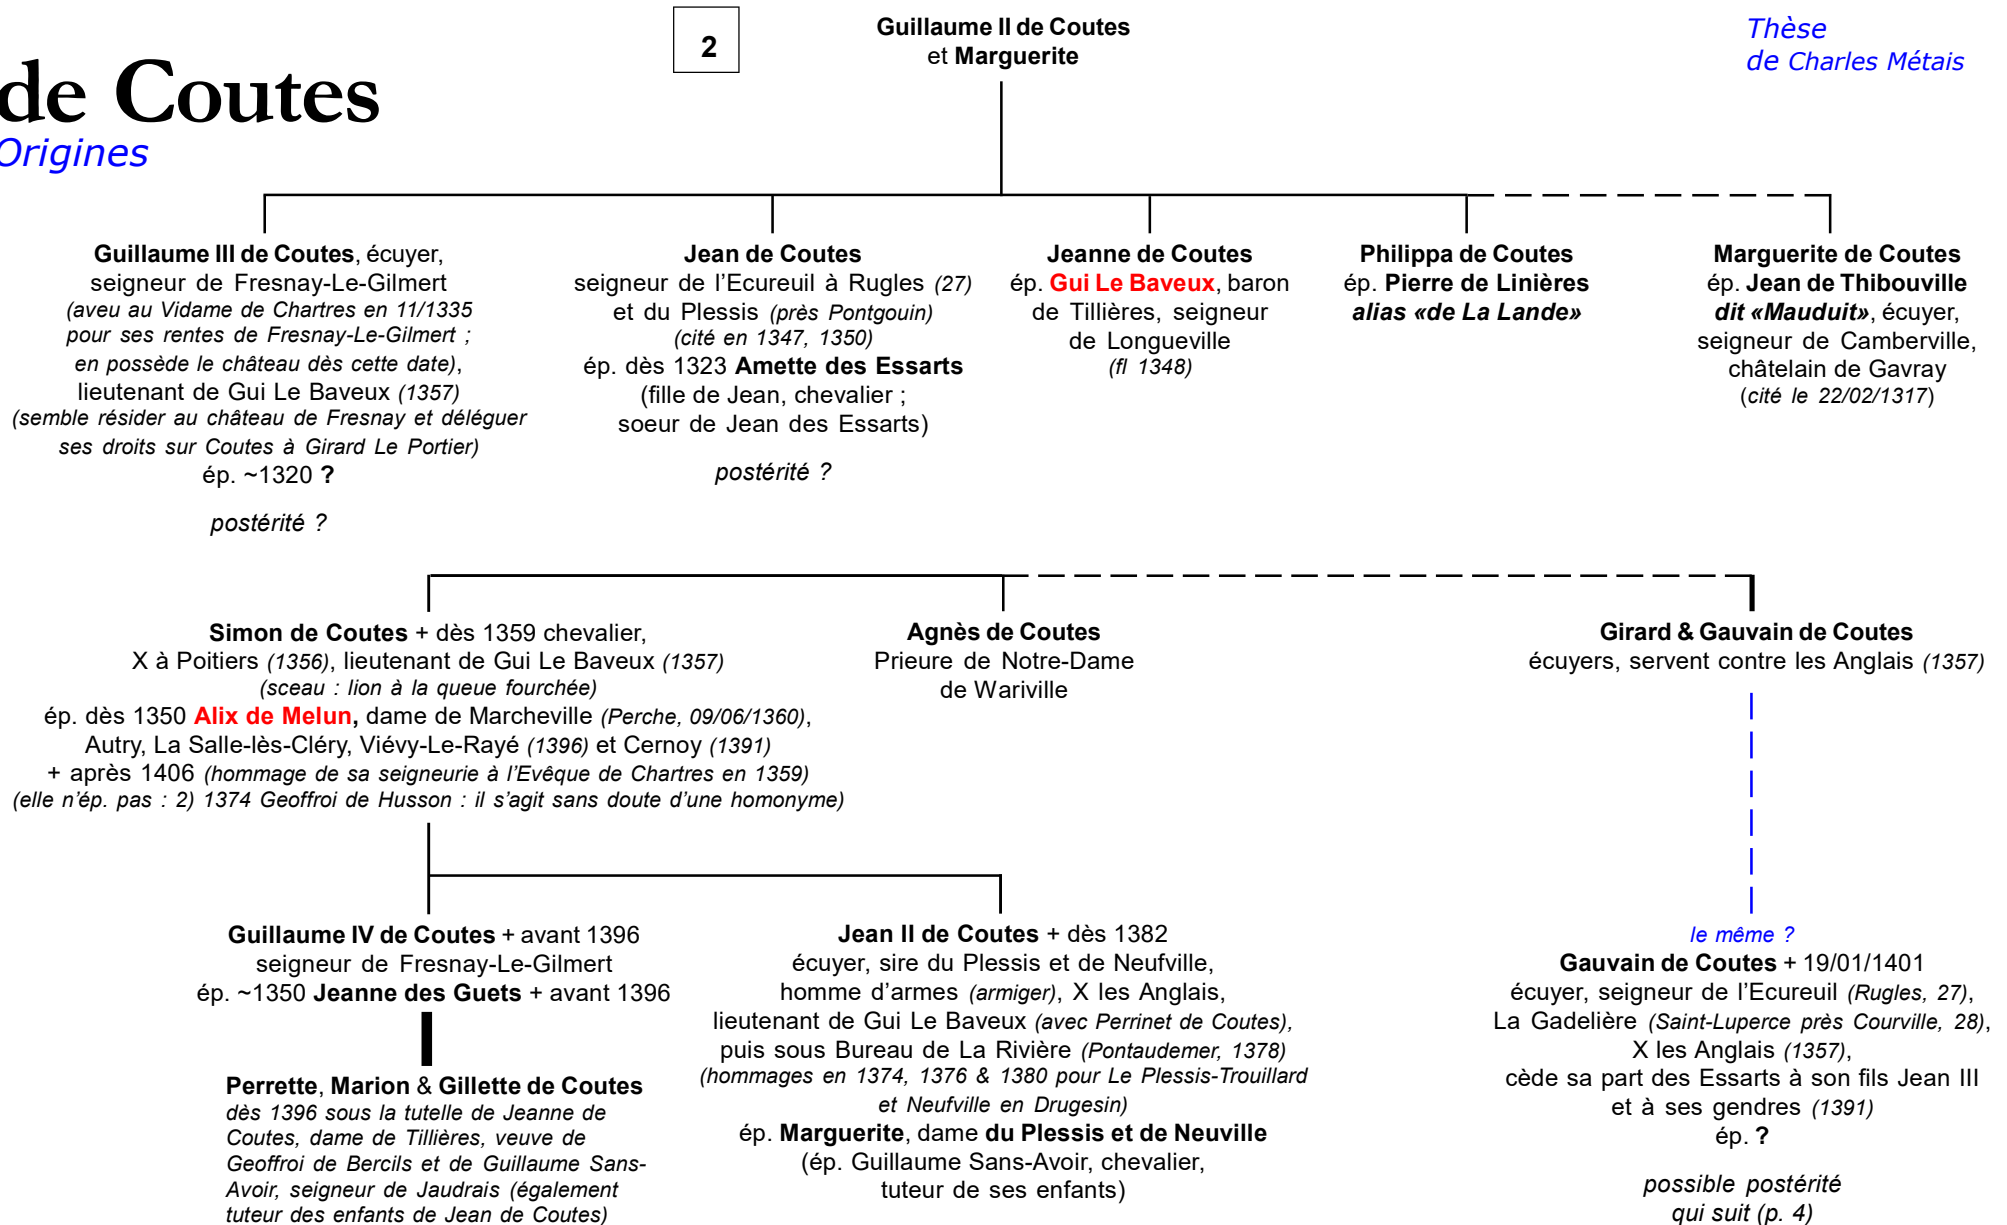 de Coutes
Origines
2
Guillaume II de Coutes
et Marguerite
Thèse
de Charles Métais
Guillaume III de Coutes, écuyer,
seigneur de Fresnay-Le-Gilmert
(aveu au Vidame de Chartres en 11/1335
pour ses rentes de Fresnay-Le-Gilmert ;
en possède le château dès cette date),
lieutenant de Gui Le Baveux (1357)
(semble résider au château de Fresnay et déléguer
ses droits sur Coutes à Girard Le Portier)
ép. ~1320 ?
postérité ?
Jean de Coutes
seigneur de l'Ecureuil à Rugles (27)
et du Plessis (près Pontgouin)
(cité en 1347, 1350)
ép. dès 1323 Amette des Essarts
(fille de Jean, chevalier ;
soeur de Jean des Essarts)
postérité ?
Jeanne de Coutes
ép. Gui Le Baveux, baron
de Tillières, seigneur
de Longueville
(fl 1348)
Philippa de Coutes
ép. Pierre de Linières
alias «de La Lande»
Marguerite de Coutes
ép. Jean de Thibouville
dit «Mauduit», écuyer,
seigneur de Camberville,
châtelain de Gavray
(cité le 22/02/1317)
Simon de Coutes + dès 1359 chevalier,
X à Poitiers (1356), lieutenant de Gui Le Baveux (1357)
(sceau : lion à la queue fourchée)
ép. dès 1350 Alix de Melun, dame de Marcheville (Perche, 09/06/1360),
Autry, La Salle-lès-Cléry, Viévy-Le-Rayé (1396) et Cernoy (1391)
+ après 1406 (hommage de sa seigneurie à l'Evêque de Chartres en 1359)
(elle n'ép. pas : 2) 1374 Geoffroi de Husson : il s'agit sans doute d'une homonyme)
Agnès de Coutes
Prieure de Notre-Dame
de Wariville
Girard & Gauvain de Coutes
écuyers, servent contre les Anglais (1357)
Guillaume IV de Coutes + avant 1396
seigneur de Fresnay-Le-Gilmert
ép. ~1350 Jeanne des Guets + avant 1396
Perrette, Marion & Gillette de Coutes
dès 1396 sous la tutelle de Jeanne de
Coutes, dame de Tillières, veuve de
Geoffroi de Bercils et de Guillaume Sans-
Avoir, seigneur de Jaudrais (également
tuteur des enfants de Jean de Coutes)
Jean II de Coutes + dès 1382
écuyer, sire du Plessis et de Neufville,
homme d'armes (armiger), X les Anglais,
lieutenant de Gui Le Baveux (avec Perrinet de Coutes),
puis sous Bureau de La Rivière (Pontaudemer, 1378)
(hommages en 1374, 1376 & 1380 pour Le Plessis-Trouillard
et Neufville en Drugesin)
ép. Marguerite, dame du Plessis et de Neuville
(ép. Guillaume Sans-Avoir, chevalier,
tuteur de ses enfants)
le même ?
Gauvain de Coutes + 19/01/1401
écuyer, seigneur de l'Ecureuil (Rugles, 27),
La Gadelière (Saint-Luperce près Courville, 28),
X les Anglais (1357),
cède sa part des Essarts à son fils Jean III
et à ses gendres (1391)
ép. ?
possible postérité
qui suit (p. 4)